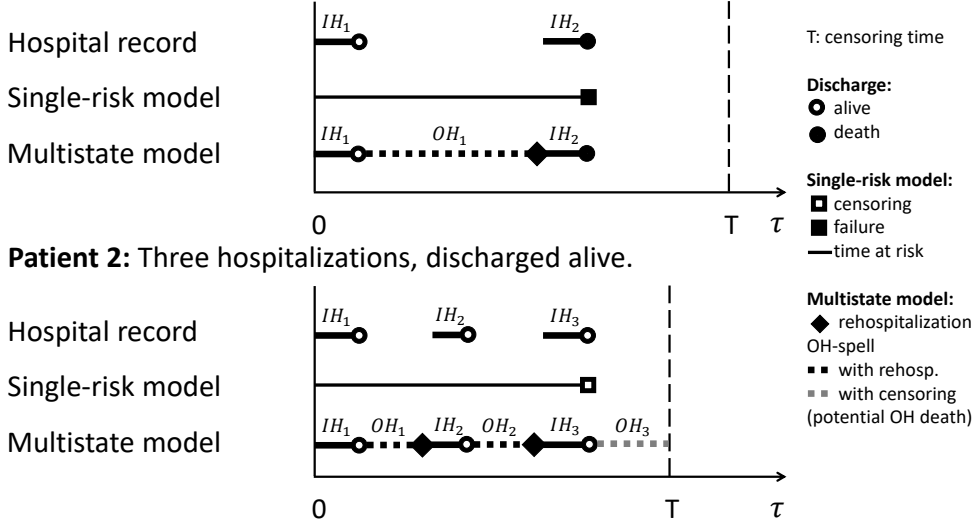 IH1 IH2
Hospital record
Single-risk model
IH1 OH1 IH2
Multistate model
0 T τ
Patient 2: Three hospitalizations, discharged alive.
IH1 IH2 IH3
Hospital record
Single-risk model
IH1 OH1 IH2 OH2 IH3 OH3
Multistate model
0 T τ
T: censoring time
Discharge:
alive
death
Single-risk model:
censoring
failure
time at risk
Multistate model:
rehospitalization
OH-spell
with rehosp.
with censoring
(potential OH death)